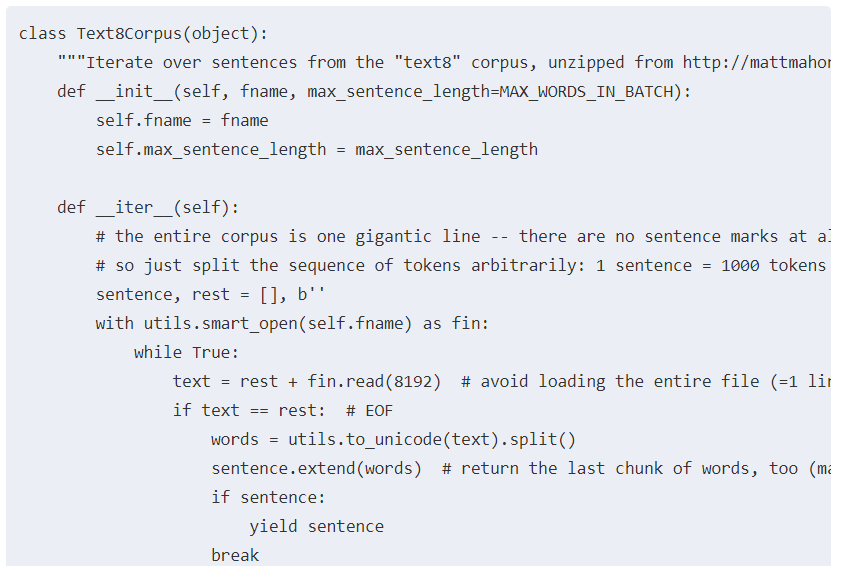 class Text8Corpus(object):
    """Iterate over sentences from the "text8" corpus, unzipped from http://mattmahor
    def __init__(self, fname, max_sentence_length=MAX_WORDS_IN_BATCH):
        self.fname = fname
        self.max_sentence_length = max_sentence_length

    def __iter__(self):
        # the entire corpus is one gigantic line -- there are no sentence marks at al
        # so just split the sequence of tokens arbitrarily: 1 sentence = 1000 tokens
        sentence, rest = [], b''
        with utils.smart_open(self.fname) as fin:
            while True:
                text = rest + fin.read(8192)  # avoid loading the entire file (=1 lin
                if text == rest:  # EOF
                    words = utils.to_unicode(text).split()
                    sentence.extend(words)  # return the last chunk of words, too (ma
                    if sentence:
                        yield sentence
                    break